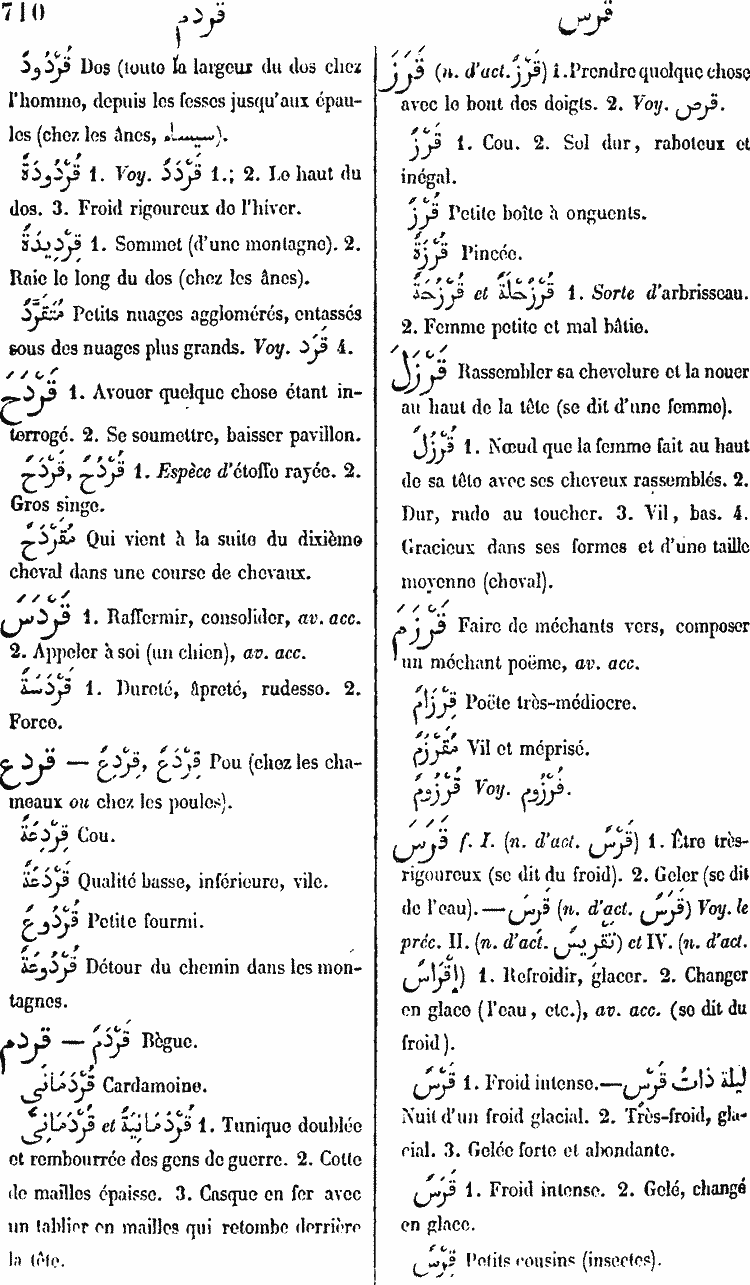 710 قردم
قُرْدُودٌ Dos (toute la largeur du dos chez
l'homme, depuis les fesses jusqu'aux épau-
les (chez les ânes, سيساء).
قُرْدُودَةٌ 1. Voy. قَرْدَدٌ 1.; 2. Le haut du
dos. 3. Froid rigoureux de l'hiver.
قِرْدِيدَةٌ 1. Sommet (d'une montagne). 2.
Raie le long du dos (chez les ânes).
مُتَقَرِّدٌ Petits nuages agglomérés, entassés
sous des nuages plus grands. Voy. قَرَد 4.
قَرْدَحَ 1. Avouer quelque chose étant in-
terrogé. 2. Se soumettre, baisser pavillon.
قَرْدَحٌ, قُرْدُحٌ 1. Espèce d'étoffe rayée. 2.
Gros singe.
مُقَرْدِحٌ Qui vient à la suite du dixième
cheval dans une course de chevaux.
قَرْدَسَ 1. Raffermir, consolider, av. acc.
2. Appeler à soi (un chien), av. acc.
قَرْدَسَةٌ 1. Dureté, âpreté, rudesse. 2.
Force.
قردع — قِرْدِعٌ, قِرْدَعٌ Pou (chez les cha-
meaux ou chez les poules).
قِرْدِعَةٌ Cou.
قَرْدَعَةٌ Qualité basse, inférieure, vile.
قُرْدُوعٌ Petite fourmi.
قُرْدُوعَةٌ Détour du chemin dans les mon-
tagnes.
قردم — قَرْدَمٌ Bègue.
قُرْدُمَانِى Cardamoine.
قُرْدُمَانِىٌّ et قُرْدُمَانِيَّةٌ 1. Tunique doublée
et rembourrée des gens de guerre. 2. Cotte
de mailles épaisse. 3. Casque en fer avec
un tablier en mailles qui retombe derrière
la tête.
قرس
قَرَزَ (n. d'act. قَرْزٌ) 1. Prendre quelque chose
avec le bout des doigts. 2. Voy. قرص.
قَرْزٌ 1. Cou. 2. Sol dur, raboteux et
inégal.
قُرْزٌ Petite boîte à onguents.
قُرْزَةٌ Pincée.
قُرْزُحَةٌ et قُرْزُحْلَةٌ 1. Sorte d'arbrisseau.
2. Femme petite et mal bâtie.
قَرْزَلَ Rassembler sa chevelure et la nouer
au haut de la tête (se dit d'une femme).
قُرْزُلٌ 1. Nœud que la femme fait au haut
de sa tête avec ses cheveux rassemblés. 2.
Dur, rude au toucher. 3. Vil, bas. 4.
Gracieux dans ses formes et d'une taille
moyenne (cheval).
قَرْزَمَ Faire de méchants vers, composer
un méchant poëme, av. acc.
قِرْزَامٌ Poëte très-médiocre.
مُقَرْزَمٌ Vil et méprisé.
قُرْزُومٌ Voy. فُرْزُوم.
قَرَسَ f. I. (n. d'act. قَرْسٌ) 1. Être très-
rigoureux (se dit du froid). 2. Geler (se dit
de l'eau). — قَرِسَ (n. d'act. قَرَسٌ) Voy. le
préc. II. (n. d'act. تَقْرِيسٌ) et IV. (n. d'act.
إِقْرَاسٌ) 1. Refroidir, glacer. 2. Changer
en glace (l'eau, etc.), av. acc. (se dit du
froid).
قَرْسٌ 1. Froid intense. — لَيْلَةٌ ذَاتُ قَرْسٍ
Nuit d'un froid glacial. 2. Très-froid, gla-
cial. 3. Gelée forte et abondante.
قَرَسٌ 1. Froid intense. 2. Gelé, changé
en glace.
قِرْسٌ Petits cousins (insectes).